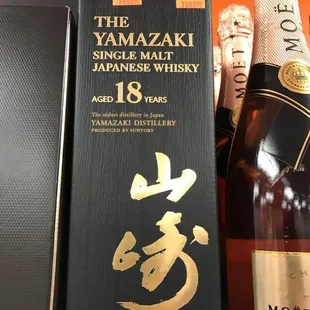 THE
YAMAZAKI
SINGLE MALT
JAPANESE WHISKY
AGED 18 YEARS
The oldest distillery in Japan
YAMAZAKI DISTILLERY
PRODUCED BY SUNTORY
山
崎
MOËT
MOËT
MOËT